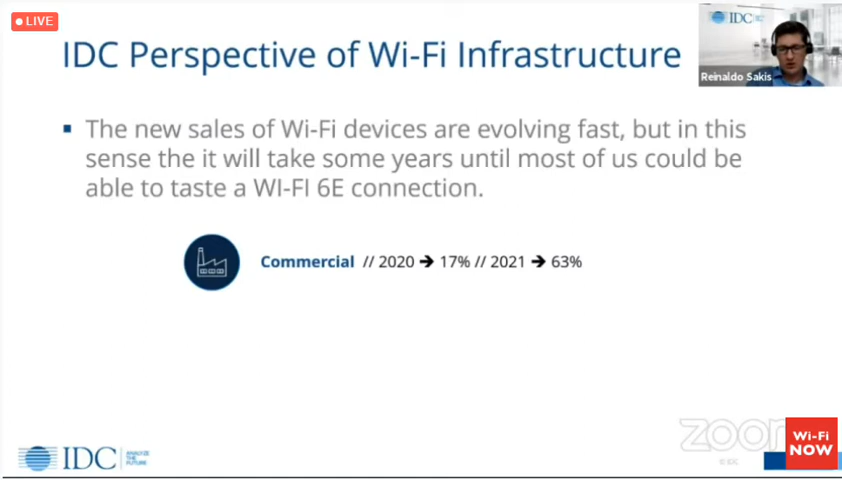 LIVE
IDC
Reinaldo Sakis
IDC Perspective of Wi-Fi Infrastructure
The new sales of Wi-Fi devices are evolving fast, but in this
sense the it will take some years until most of us could be
able to taste a WI-FI 6E connection.
Commercial // 2020 → 17% // 2021 → 63%
IDC
ANALYZE
THE
FUTURE
zoom
Wi-Fi
NOW